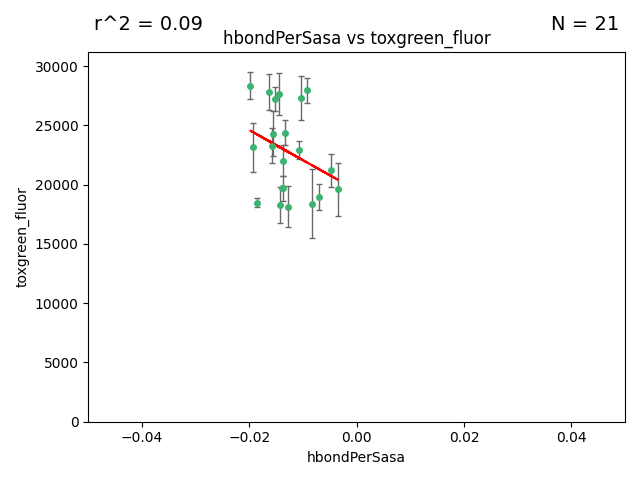 r^2 = 0.09
N = 21
hbondPerSasa vs toxgreen_fluor
30000
25000
20000
15000
10000
5000
0
toxgreen_fluor
−0.04
−0.02
0.00
0.02
0.04
hbondPerSasa